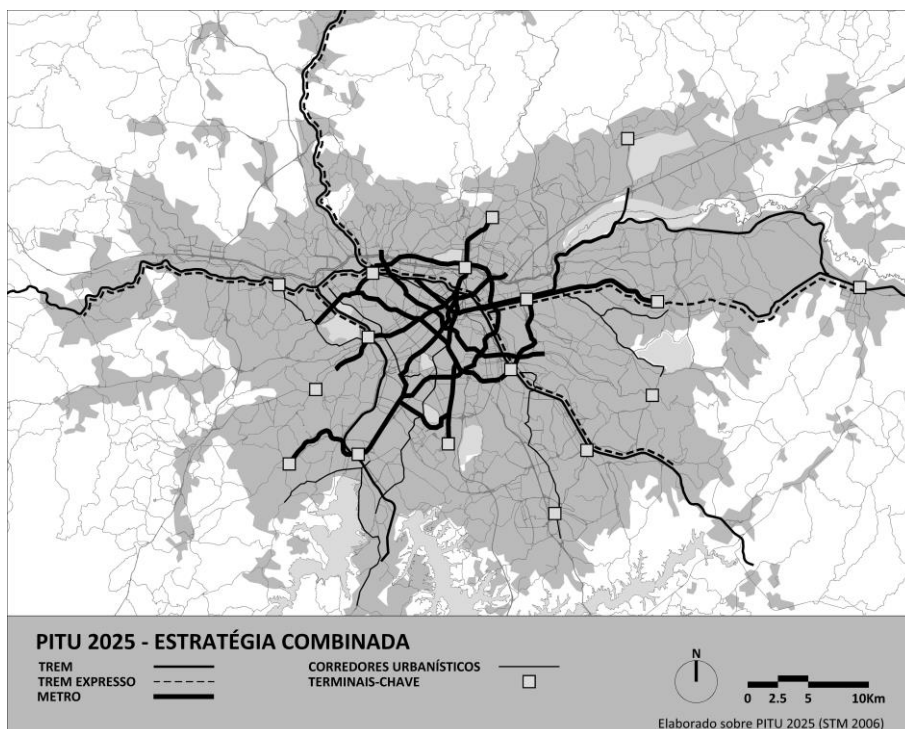 PITU 2025 - ESTRATÉGIA COMBINADA
TREM
TREM EXPRESSO
METRO
CORREDORES URBANÍSTICOS
TERMINAIS-CHAVE
N
0 2.5 5 10Km
Elaborado sobre PITU 2025 (STM 2006)